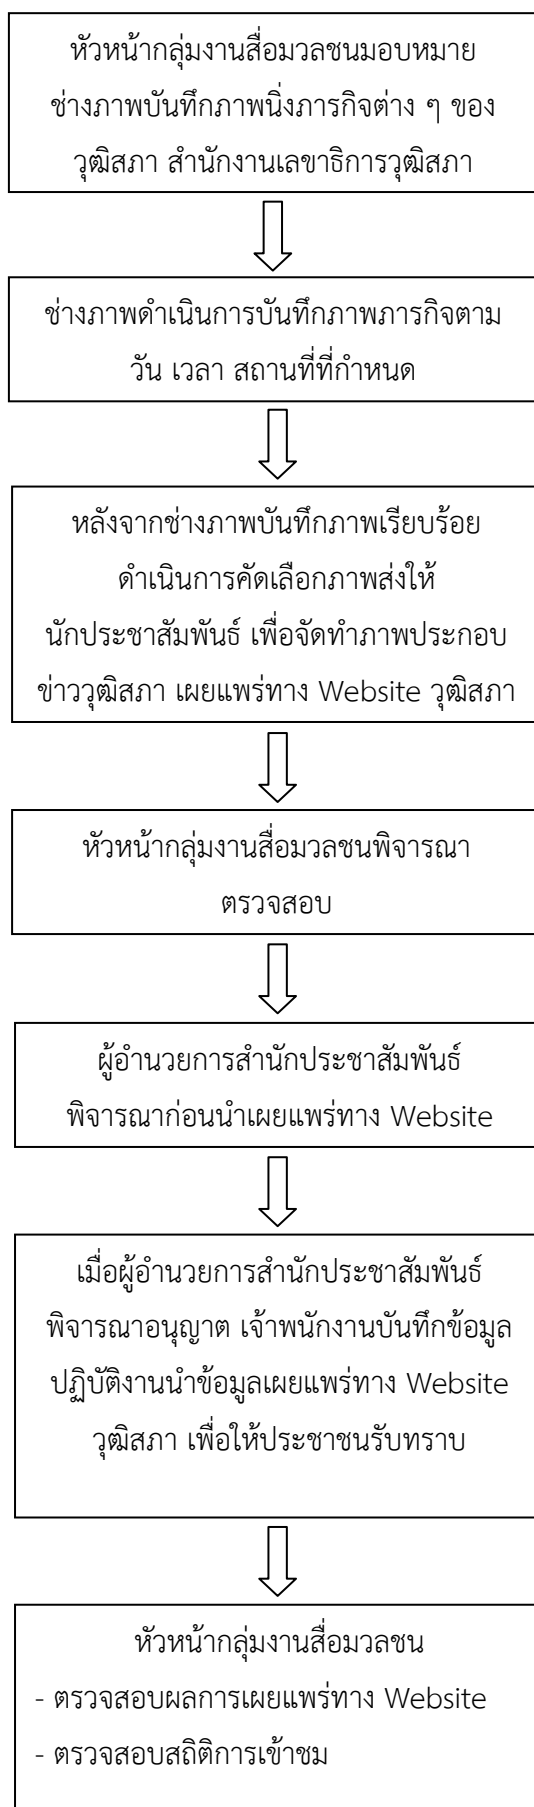 หัวหน้ากลุ่มงานสื่อมวลชนมอบหมาย
ช่างภาพบันทึกภาพนิ่งภารกิจต่าง ๆ ของ
วุฒิสภา สำนักงานเลขาธิการวุฒิสภา
ช่างภาพดำเนินการบันทึกภาพภารกิจตาม
วัน เวลา สถานที่ที่กำหนด
หลังจากช่างภาพบันทึกภาพเรียบร้อย
ดำเนินการคัดเลือกภาพส่งให้
นักประชาสัมพันธ์ เพื่อจัดทำภาพประกอบ
ข่าววุฒิสภา เผยแพร่ทาง Website วุฒิสภา
หัวหน้ากลุ่มงานสื่อมวลชนพิจารณา
ตรวจสอบ
ผู้อำนวยการสำนักประชาสัมพันธ์
พิจารณาก่อนนำเผยแพร่ทาง Website
เมื่อผู้อำนวยการสำนักประชาสัมพันธ์
พิจารณาอนุญาต เจ้าพนักงานบันทึกข้อมูล
ปฏิบัติงานนำข้อมูลเผยแพร่ทาง Website
วุฒิสภา เพื่อให้ประชาชนรับทราบ
หัวหน้ากลุ่มงานสื่อมวลชน
- ตรวจสอบผลการเผยแพร่ทาง Website
- ตรวจสอบสถิติการเข้าชม